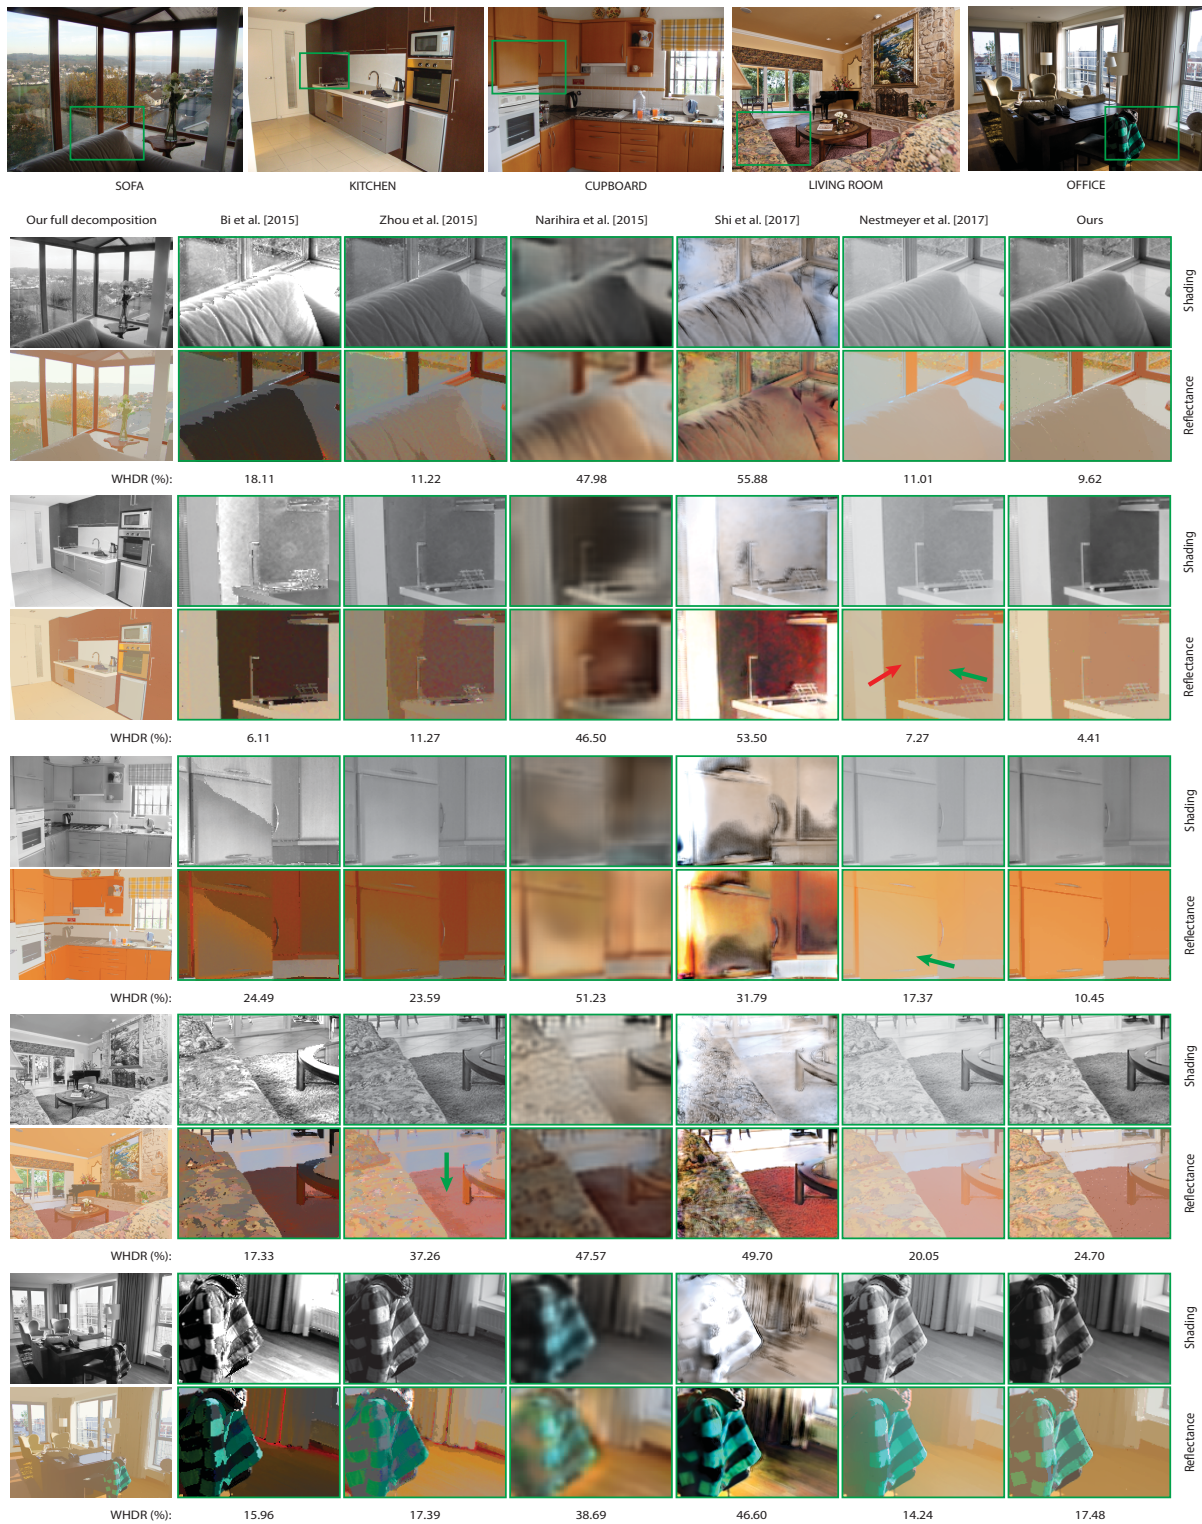 SOFA KITCHEN CUPBOARD LIVING ROOM OFFICE
Our full decomposition Bi et al. [2015] Zhou et al. [2015] Narihira et al. [2015] Shi et al. [2017] Nestmeyer et al. [2017] Ours
Shading
Reflectance
WHDR (%): 18.11 11.22 47.98 55.88 11.01 9.62
Shading
Reflectance
WHDR (%): 6.11 11.27 46.50 53.50 7.27 4.41
Shading
Reflectance
WHDR (%): 24.49 23.59 51.23 31.79 17.37 10.45
Shading
Reflectance
WHDR (%): 17.33 37.26 47.57 49.70 20.05 24.70
Shading
Reflectance
WHDR (%): 15.96 17.39 38.69 46.60 14.24 17.48